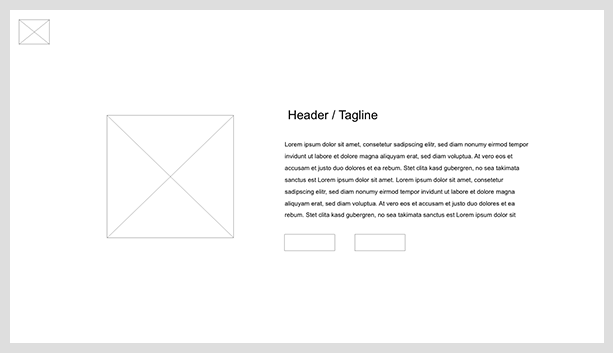 Header / Tagline
Lorem ipsum dolor sit amet, consetetur sadipscing elitr, sed diam nonumy eirmod tempor
invidunt ut labore et dolore magna aliquyam erat, sed diam voluptua. At vero eos et
accusam et justo duo dolores et ea rebum. Stet clita kasd gubergren, no sea takimata
sanctus est Lorem ipsum dolor sit amet. Lorem ipsum dolor sit amet, consetetur
sadipscing elitr, sed diam nonumy eirmod tempor invidunt ut labore et dolore magna
aliquyam erat, sed diam voluptua. At vero eos et accusam et justo duo dolores et ea
rebum. Stet clita kasd gubergren, no sea takimata sanctus est Lorem ipsum dolor sit